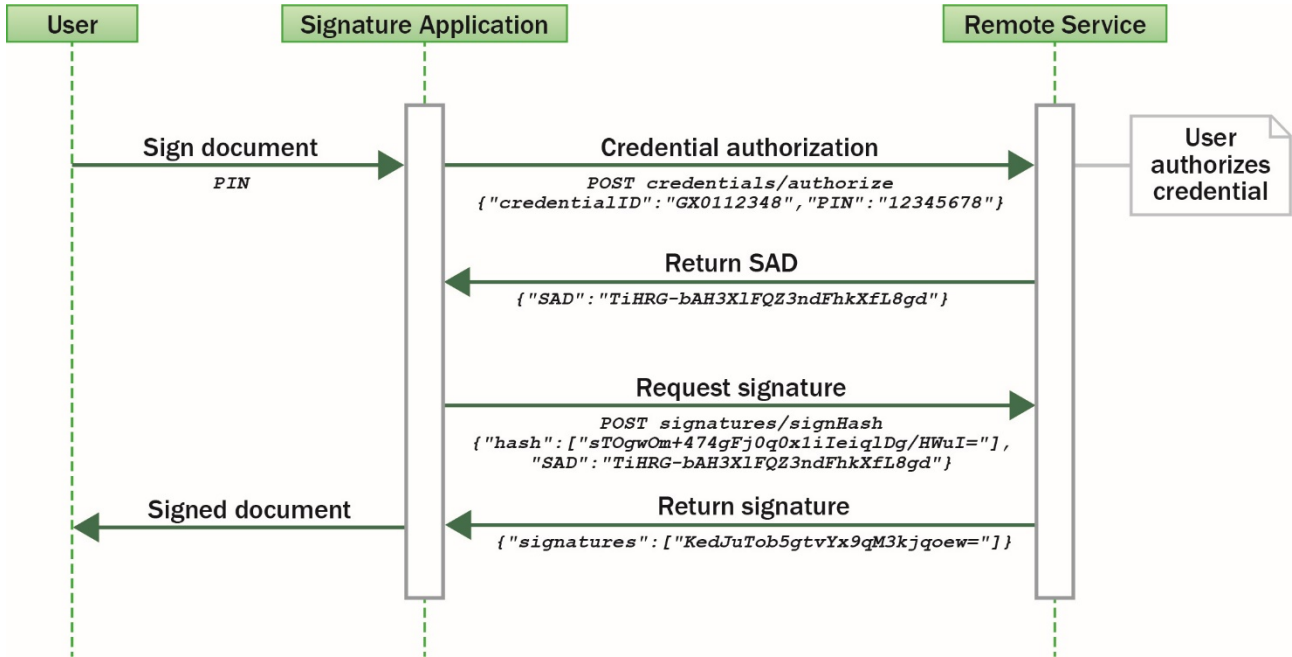 User
Signature Application
Remote Service
Sign document
PIN
Credential authorization
POST credentials/authorize
{"credentialID":"GX0112348","PIN":"12345678"}
User
authorizes
credential
Return SAD
{"SAD":"TiHRG-bAH3XlFQZ3ndFhkXfL8gd"}
Request signature
POST signatures/signHash
{"hash":["sTOgwOm+474gFj0q0x1iIeiqlDg/HWuI="],
"SAD":"TiHRG-bAH3XlFQZ3ndFhkXfL8gd"}
Signed document
Return signature
{"signatures":["KedJuTob5gtvYx9qM3kjqoew="]}